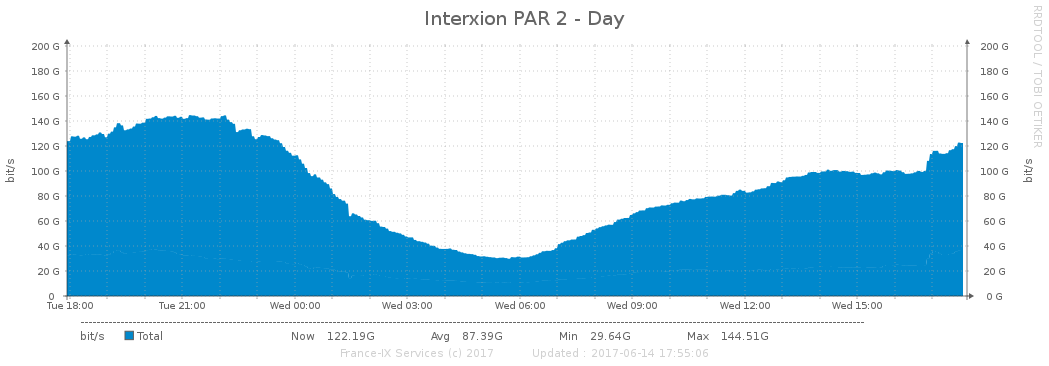 Interxion PAR 2 - Day
RRDTOOL / TOBI OETIKER
200 G 200 G
180 G 180 G
160 G 160 G
140 G 140 G
120 G 120 G
100 G 100 G
80 G 80 G
60 G 60 G
40 G 40 G
20 G 20 G
0 0 G
bit/s bit/s
Tue 18:00 Tue 21:00 Wed 00:00 Wed 03:00 Wed 06:00 Wed 09:00 Wed 12:00 Wed 15:00
bit/s Total Now 122.19G Avg 87.39G Min 29.64G Max 144.51G
France-IX Services (c) 2017 Updated : 2017-06-14 17:55:06